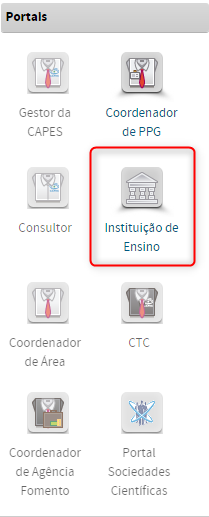 Portais
Gestor da
CAPES
Coordenador
de PPG
Consultor
Instituição de
Ensino
Coordenador
de Área
CTC
Coordenador
de Agência
Fomento
Portal
Sociedades
Científicas